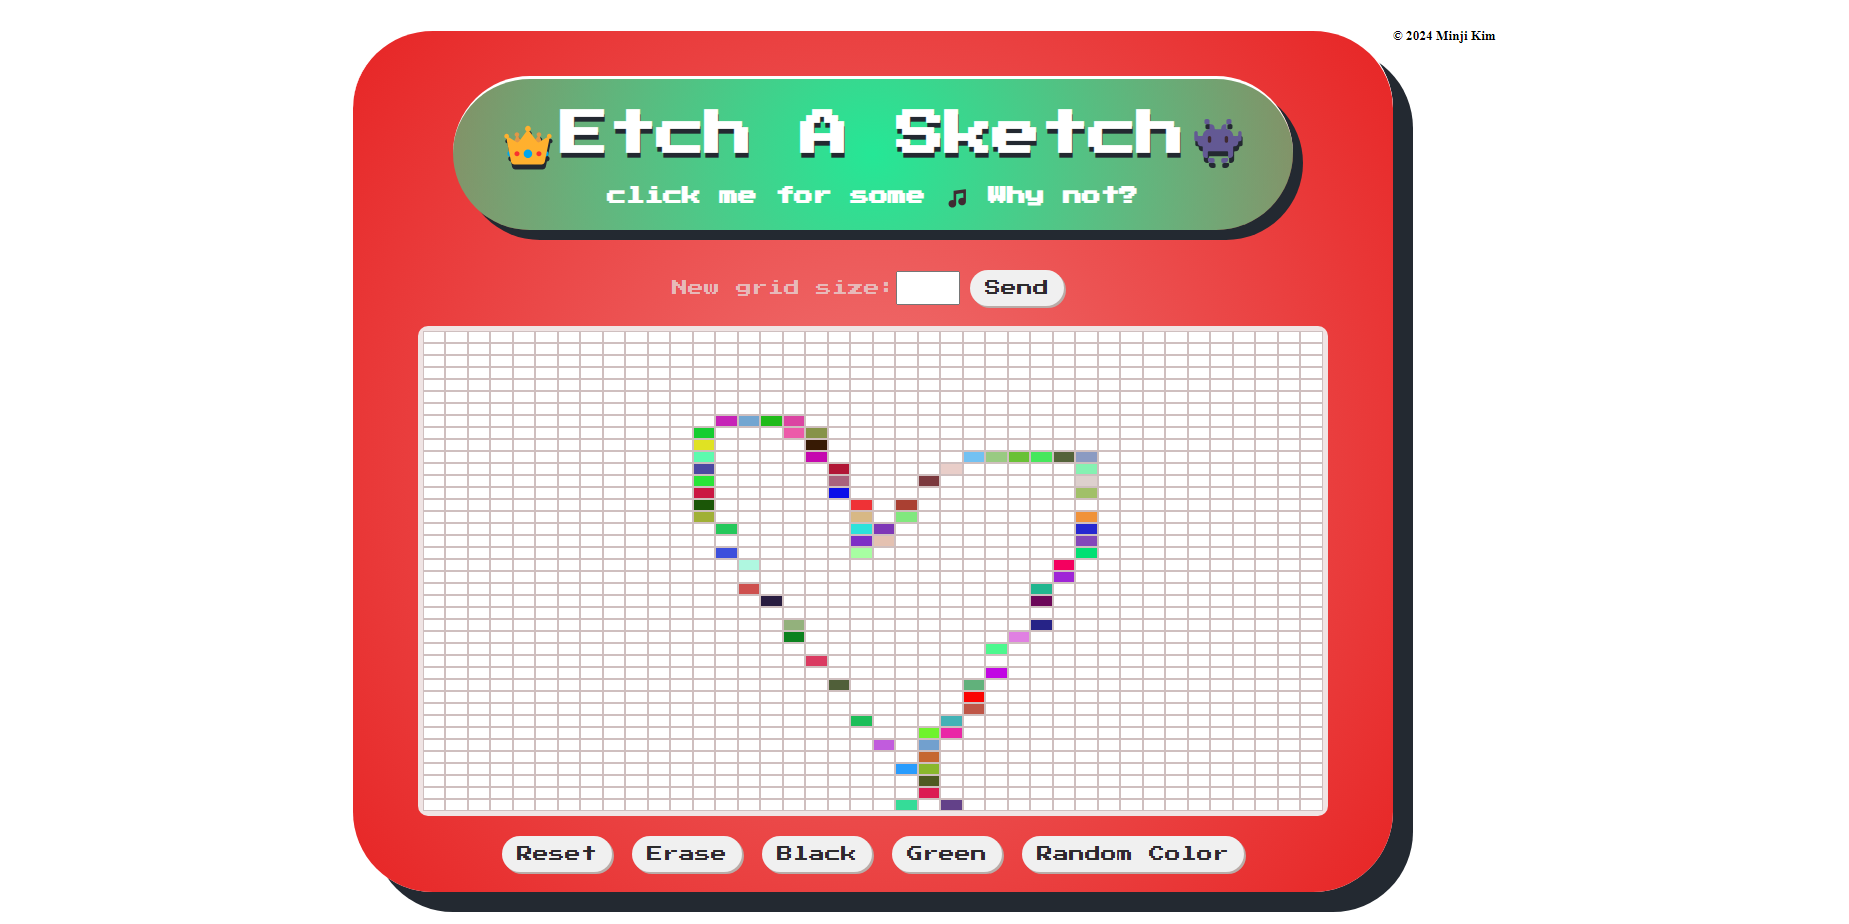 © 2024 Minji Kim
Etch A Sketch
click me for some 🎵 Why not?
New grid size:
Send
Reset Erase Black Green Random Color